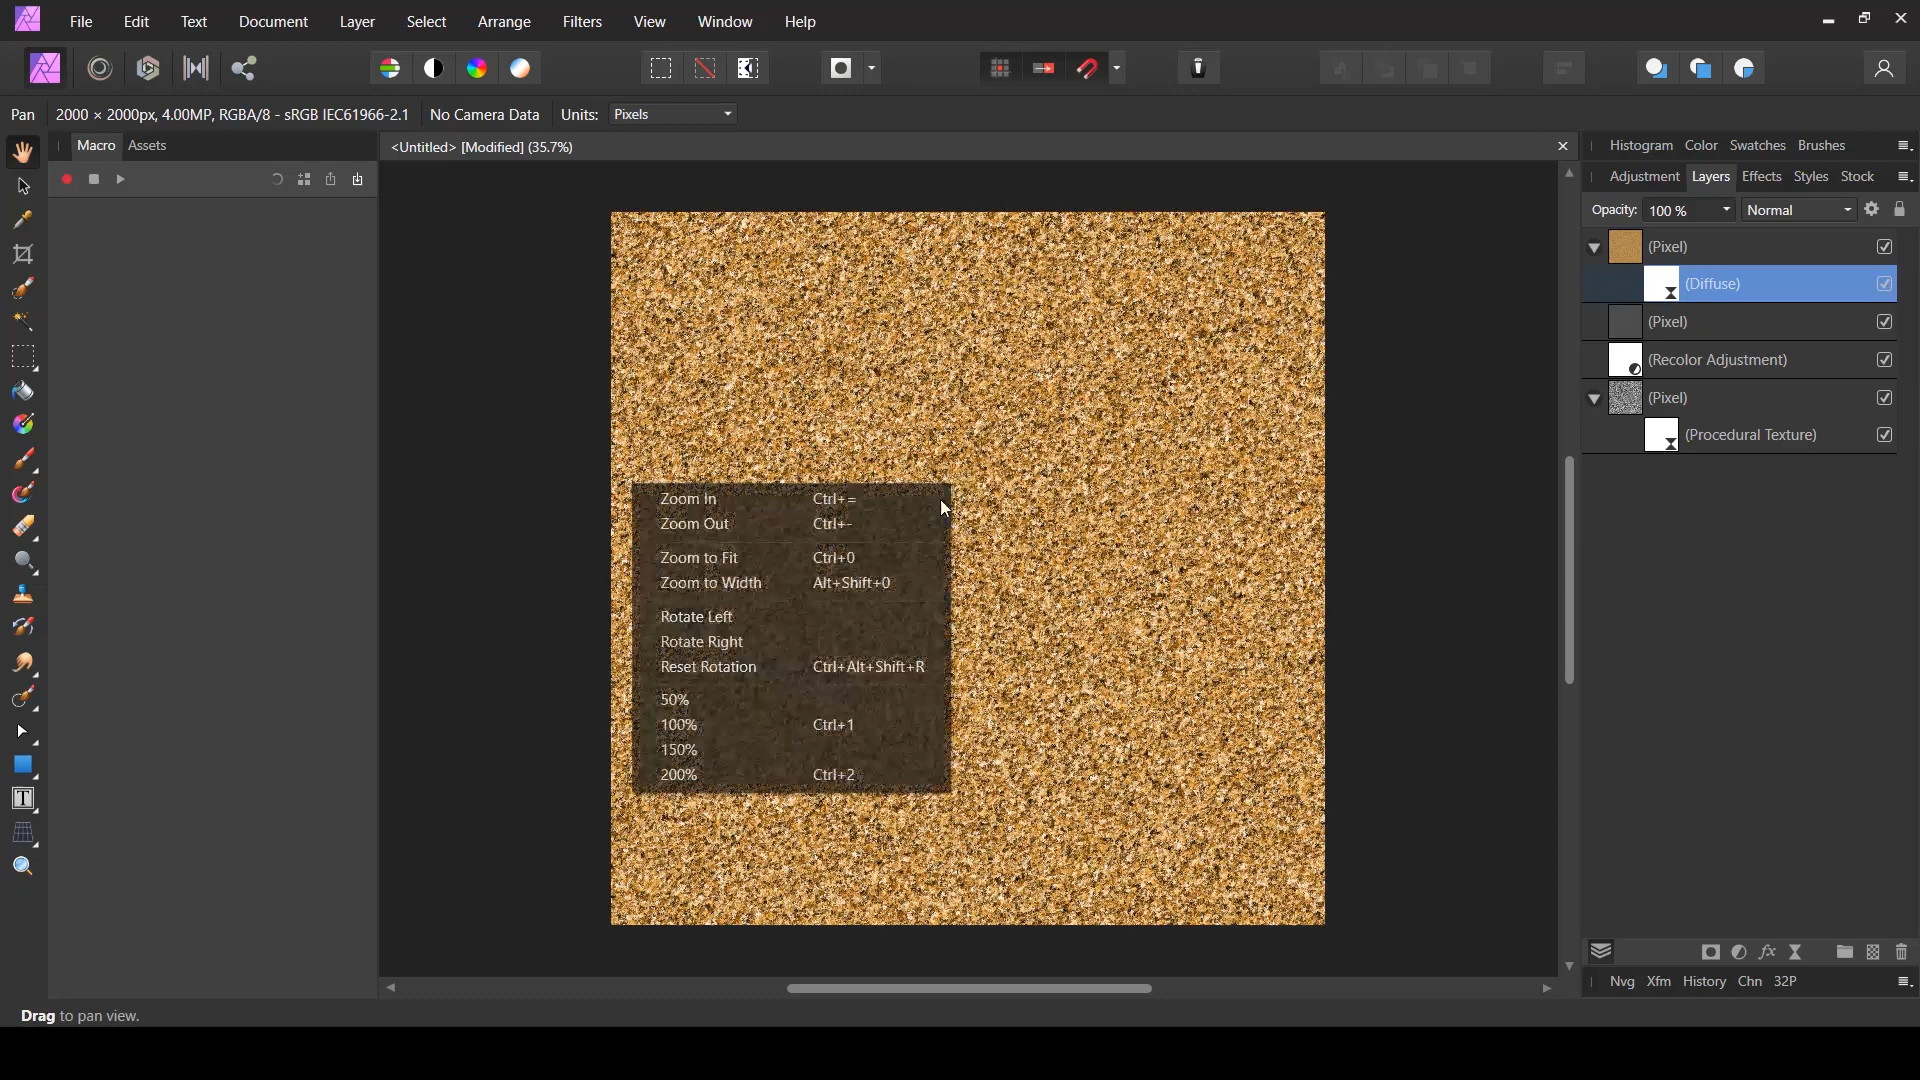 File Edit Text Document Layer Select Arrange Filters View Window Help
Pan 2000 × 2000px, 4.00MP, RGBA/8 - sRGB IEC61966-2.1 No Camera Data Units: Pixels
Macro Assets
<Untitled> [Modified] (35.7%)
Histogram Color Swatches Brushes
Adjustment Layers Effects Styles Stock
Opacity: 100 % Normal
(Pixel)
(Diffuse)
(Pixel)
(Recolor Adjustment)
(Pixel)
(Procedural Texture)
Zoom In Ctrl+=
Zoom Out Ctrl+-
Zoom to Fit Ctrl+0
Zoom to Width Alt+Shift+0
Rotate Left
Rotate Right
Reset Rotation Ctrl+Alt+Shift+R
50%
100% Ctrl+1
150%
200% Ctrl+2
Nvg Xfm History Chn 32P
Drag to pan view.